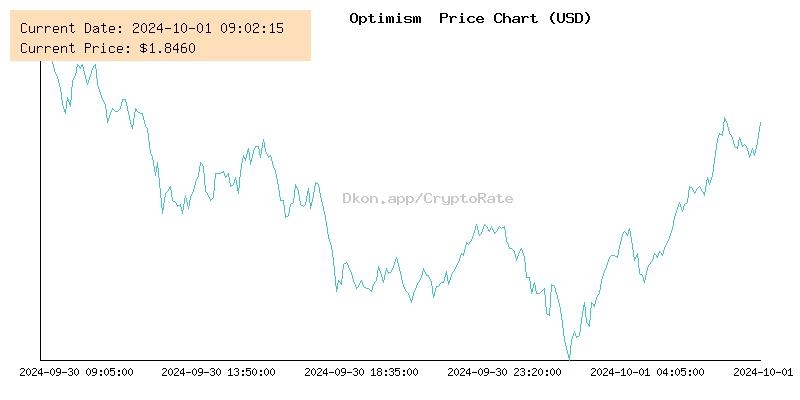 Optimism  Price Chart (USD)
Current Date: 2024-10-01 09:02:15
Current Price: $1.8460
Dkon.app/CryptoRate
2024-09-30 09:05:00 2024-09-30 13:50:00 2024-09-30 18:35:00 2024-09-30 23:20:00 2024-10-01 04:05:00 2024-10-01